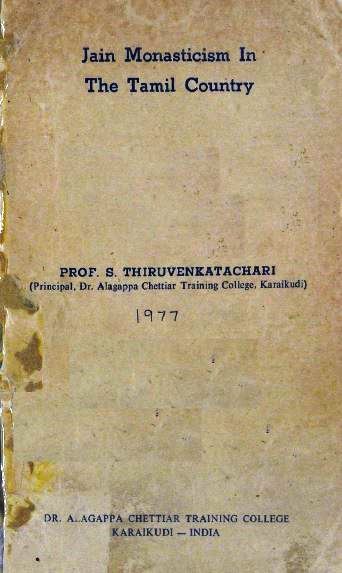 Jain Monasticism In
The Tamil Country
PROF. S. THIRUVENKATACHARI
(Principal, Dr. Alagappa Chettiar Training College, Karaikudi)
1977
DR. ALAGAPPA CHETTIAR TRAINING COLLEGE
KARAIKUDI — INDIA